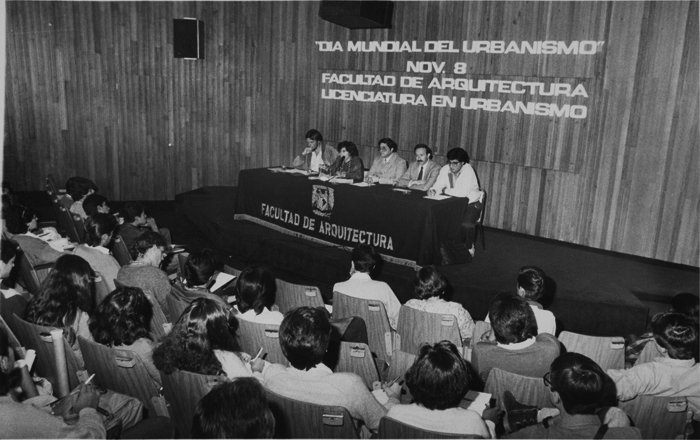 "DIA MUNDIAL DEL URBANISMO"
NOV. 8
FACULTAD DE ARQUITECTURA
LICENCIATURA EN URBANISMO
FACULTAD DE ARQUITECTURA